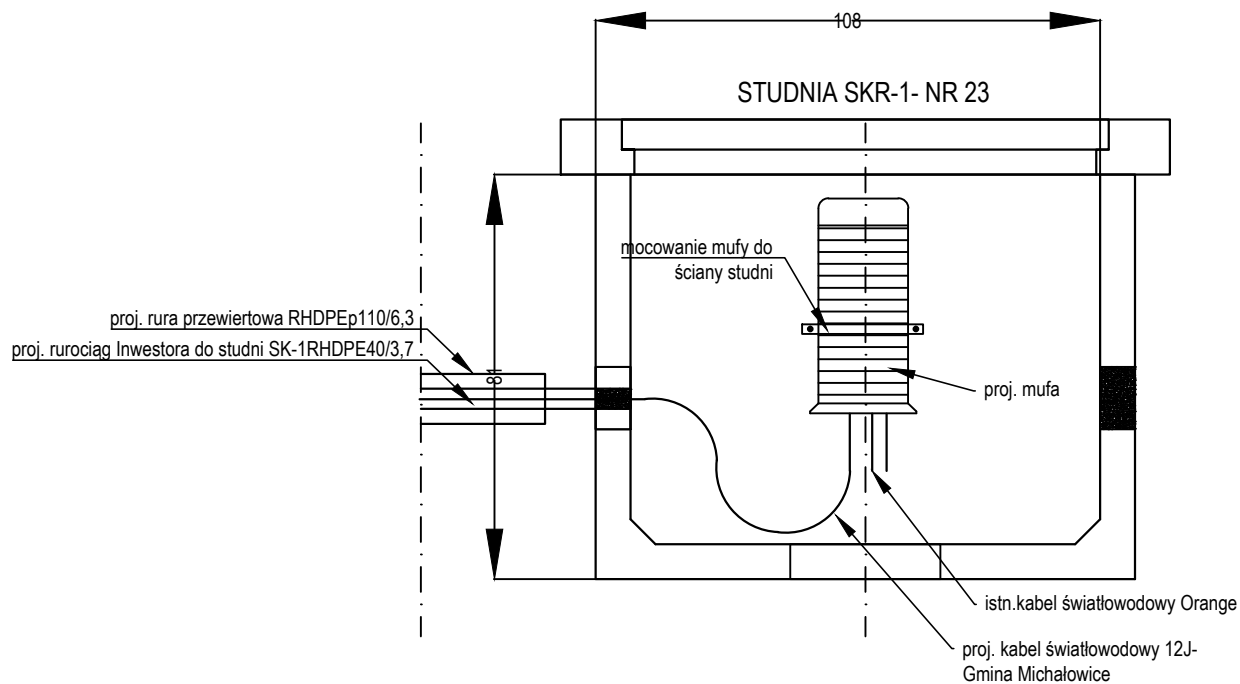 108
STUDNIA SKR-1- NR 23
mocowanie mufy do
ściany studni
proj. rura przewiertowa RHDPEp110/6,3
proj. rurociąg Inwestora do studni SK-1RHDPE40/3,7
81
proj. mufa
istn.kabel światłowodowy Orange
proj. kabel światłowodowy 12J-
Gmina Michałowice